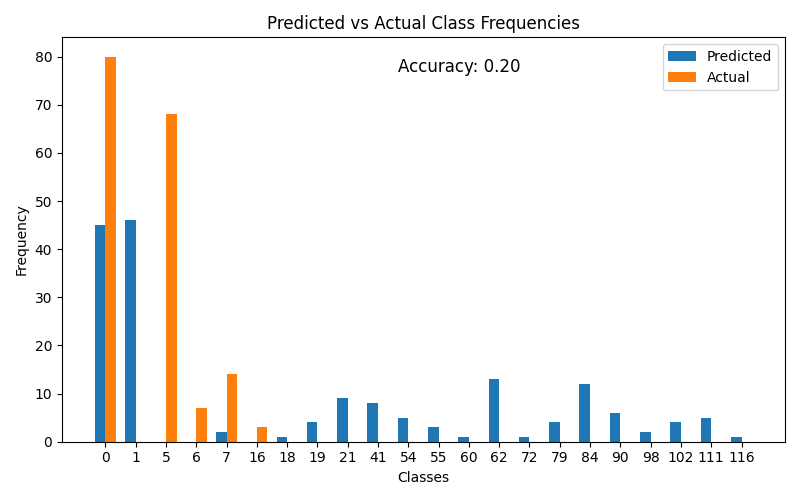 Predicted vs Actual Class Frequencies
Accuracy: 0.20
Predicted
Actual
Frequency
80
70
60
50
40
30
20
10
0
0 1 5 6 7 16 18 19 21 41 54 55 60 62 72 79 84 90 98 102 111 116
Classes